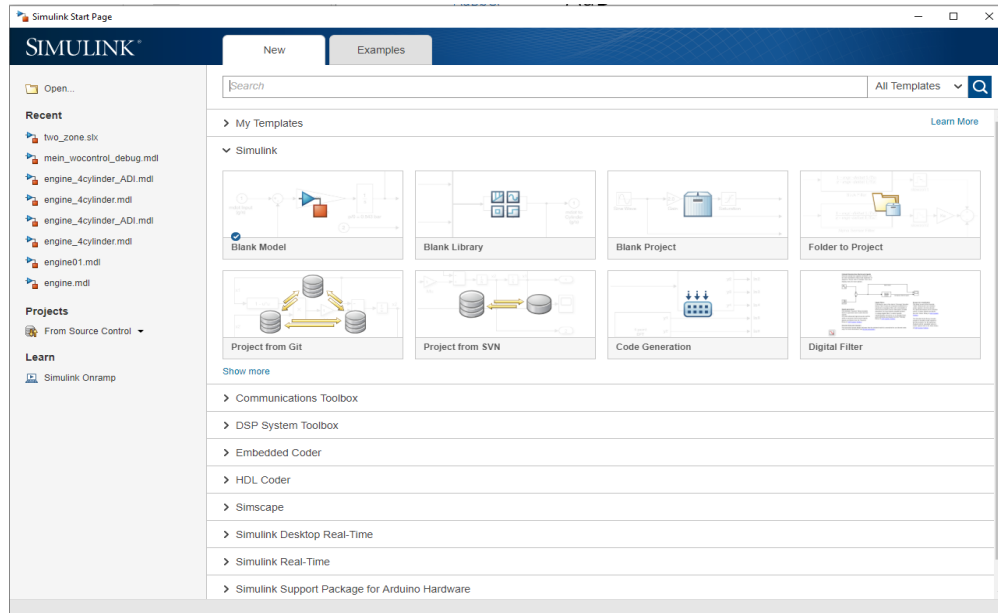 Simulink Start Page
SIMULINK®
New
Examples
Open...
Recent
two_zone.slx
mein_wocontrol_debug.mdl
engine_4cylinder_ADI.mdl
engine_4cylinder.mdl
engine_4cylinder_ADI.mdl
engine_4cylinder.mdl
engine01.mdl
engine.mdl
Projects
From Source Control
Learn
Simulink Onramp
Search
All Templates
My Templates
Learn More
Simulink
Blank Model
Blank Library
Blank Project
Folder to Project
Project from Git
Project from SVN
Code Generation
Digital Filter
Show more
Communications Toolbox
DSP System Toolbox
Embedded Coder
HDL Coder
Simscape
Simulink Desktop Real-Time
Simulink Real-Time
Simulink Support Package for Arduino Hardware